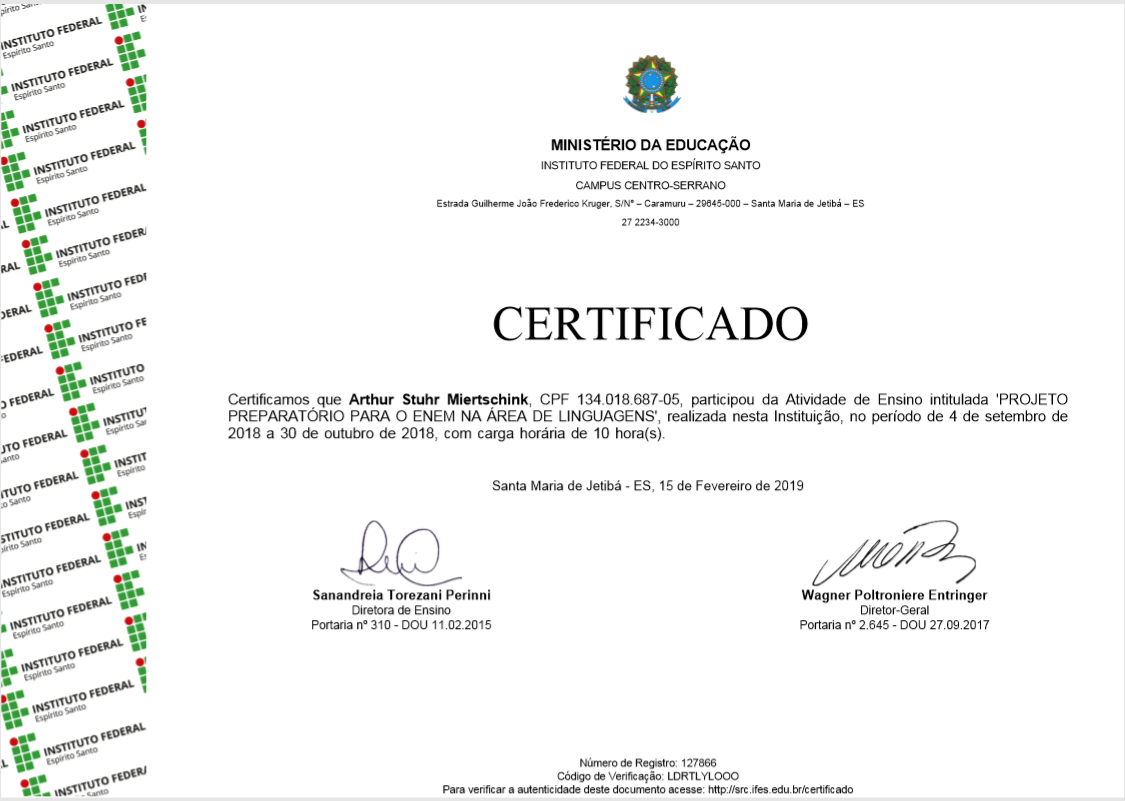 MINISTÉRIO DA EDUCAÇÃO
INSTITUTO FEDERAL DO ESPÍRITO SANTO
CAMPUS CENTRO-SERRANO
Estrada Guilherme João Frederico Kruger, S/Nº – Caramuru – 29645-000 – Santa Maria de Jetibá – ES
27 2234-3000
CERTIFICADO
Certificamos que Arthur Stuhr Miertschink, CPF 134.018.687-05, participou da Atividade de Ensino intitulada 'PROJETO
PREPARATÓRIO PARA O ENEM NA ÁREA DE LINGUAGENS', realizada nesta Instituição, no período de 4 de setembro de
2018 a 30 de outubro de 2018, com carga horária de 10 hora(s).
Santa Maria de Jetibá - ES, 15 de Fevereiro de 2019
Sanandreia Torezani Perinni
Diretora de Ensino
Portaria nº 310 - DOU 11.02.2015
Wagner Poltroniere Entringer
Diretor-Geral
Portaria nº 2.645 - DOU 27.09.2017
Número de Registro: 127866
Código de Verificação: LDRTLYLOOO
Para verificar a autenticidade deste documento acesse: http://src.ifes.edu.br/certificado
INSTITUTO FEDERAL
Espírito Santo